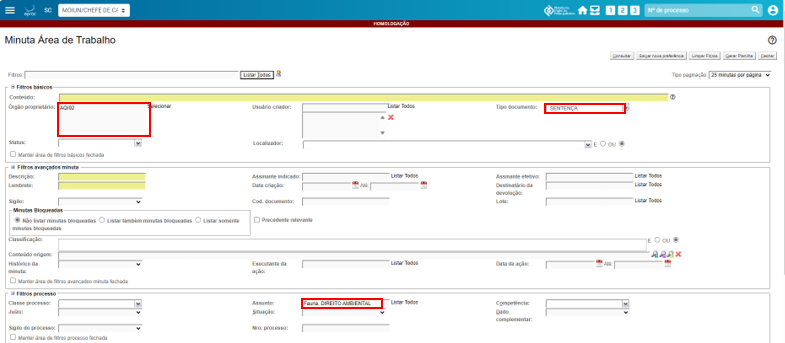 eproc SC MOIUN/CHEFE DE CA 1 2 3 Nº de processo
HOMOLOGAÇÃO
Minuta Área de Trabalho
Consultar Salvar nova preferência Limpar Filtros Gerar Planilha Fechar
Filtros: Listar Todos Tipo paginação: 25 minutas por página
Filtros básicos
Conteúdo:
Órgão proprietário: AQI02 Selecionar Usuário criador: Listar Todos Tipo documento: SENTENÇA
Status: Localizador: E OU
Manter área de filtros básicos fechada
Filtros avançados minuta
Descrição: Assinante indicado: Listar Todos Assinante efetivo: Listar Todos
Lembrete: Data criação: Até Destinatário da devolução: Listar Todos
Sigilo: Cod. documento: Lote: Listar Todos
Minutas Bloqueadas
Não listar minutas bloqueadas Listar também minutas bloqueadas Listar somente minutas bloqueadas Precedente relevante
Classificação: E OU
Conteúdo origem:
Histórico da minuta: Executante da ação: Listar Todos Data da ação: Até
Manter área de filtros avançados minuta fechada
Filtros processo
Classe processo: Assunto: Fauna, DIREITO AMBIENTAL Listar Todos Competência:
Juízo: Situação: Dado complementar:
Sigilo do processo: Nro. processo:
Manter área de filtros processo fechada